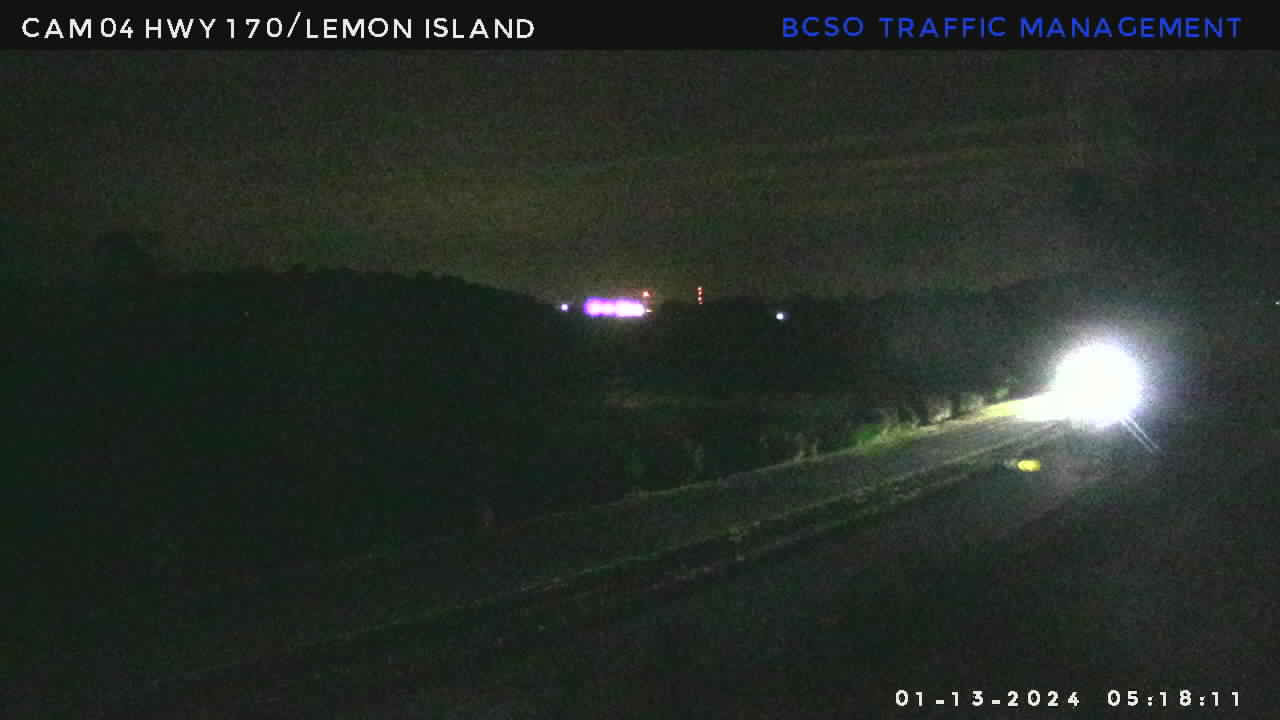 CAM04 HWY 170/LEMON ISLAND
BCSO TRAFFIC MANAGEMENT
01-13-2024 05:18:11